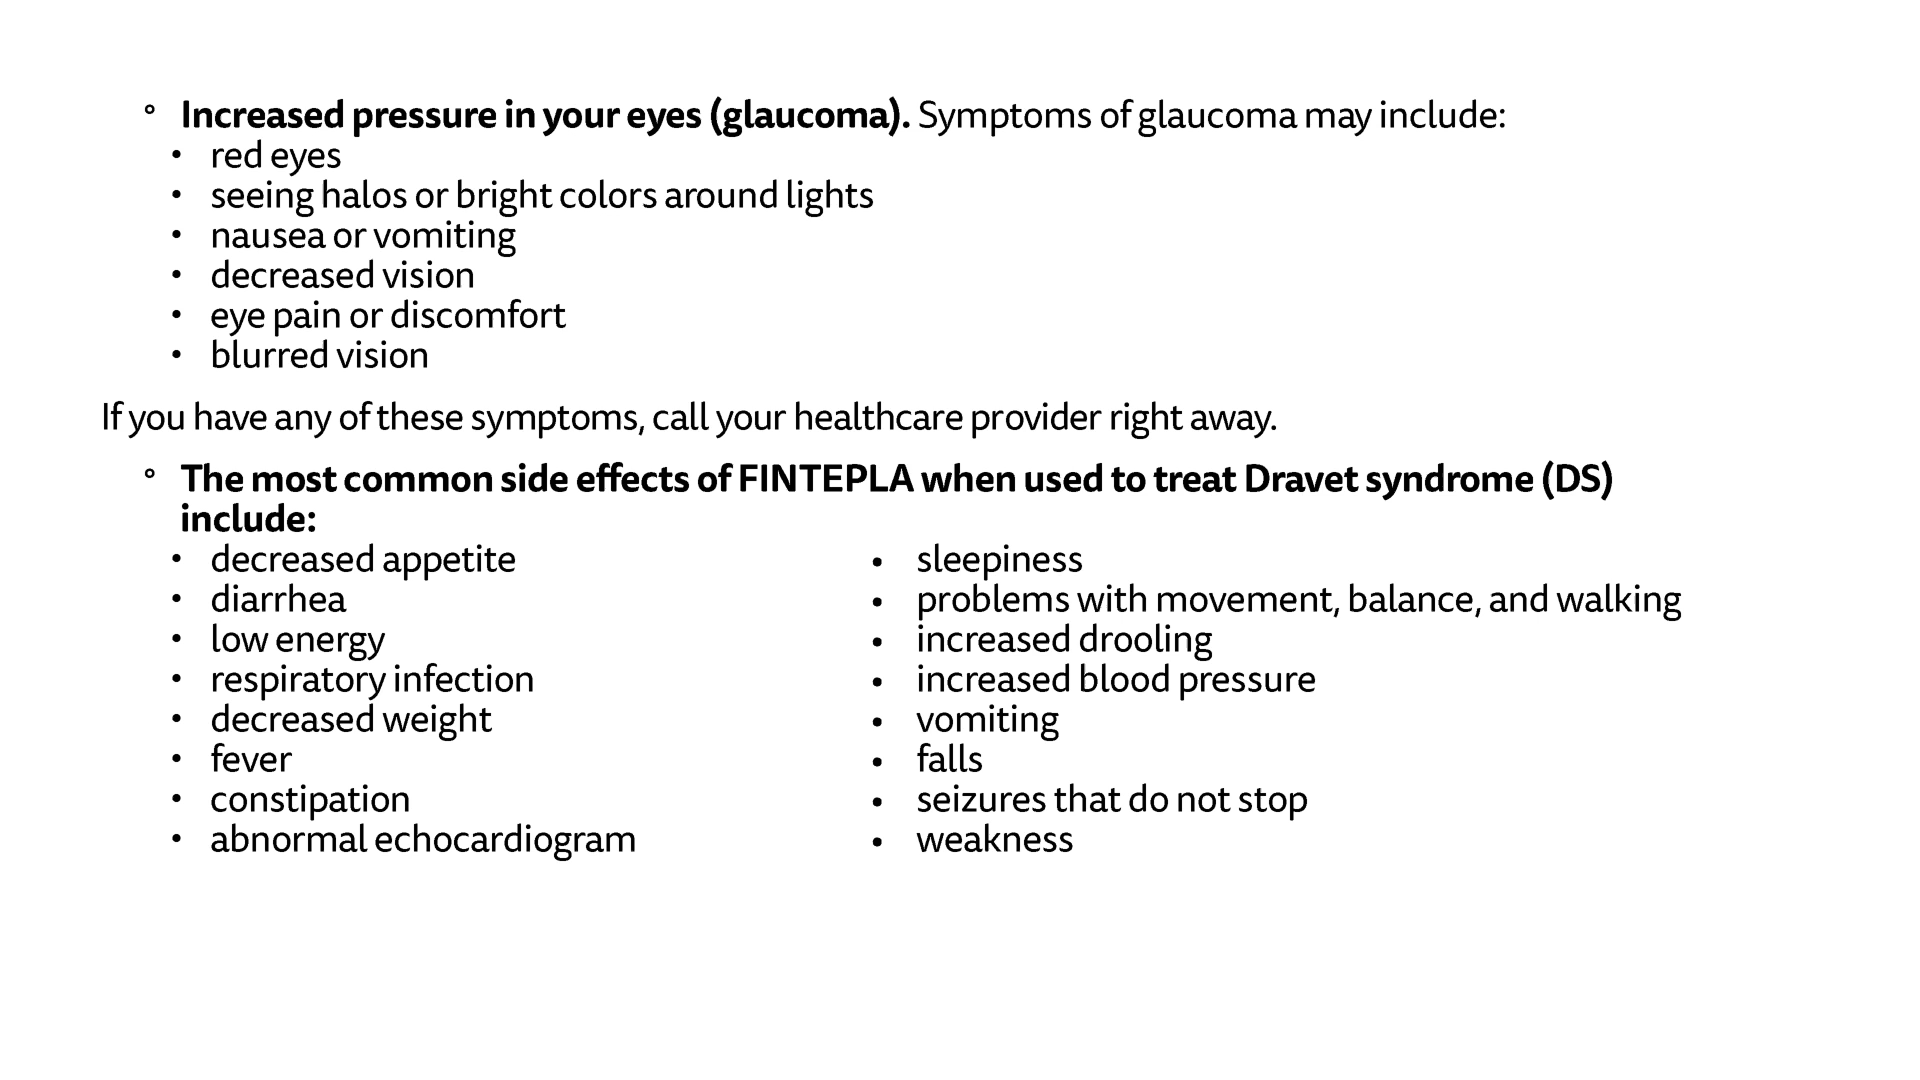 ° Increased pressure in your eyes (glaucoma). Symptoms of glaucoma may include:
• red eyes
• seeing halos or bright colors around lights
• nausea or vomiting
• decreased vision
• eye pain or discomfort
• blurred vision
If you have any of these symptoms, call your healthcare provider right away.
° The most common side effects of FINTEPLA when used to treat Dravet syndrome (DS)
include:
• decreased appetite
• diarrhea
• low energy
• respiratory infection
• decreased weight
• fever
• constipation
• abnormal echocardiogram
• sleepiness
• problems with movement, balance, and walking
• increased drooling
• increased blood pressure
• vomiting
• falls
• seizures that do not stop
• weakness